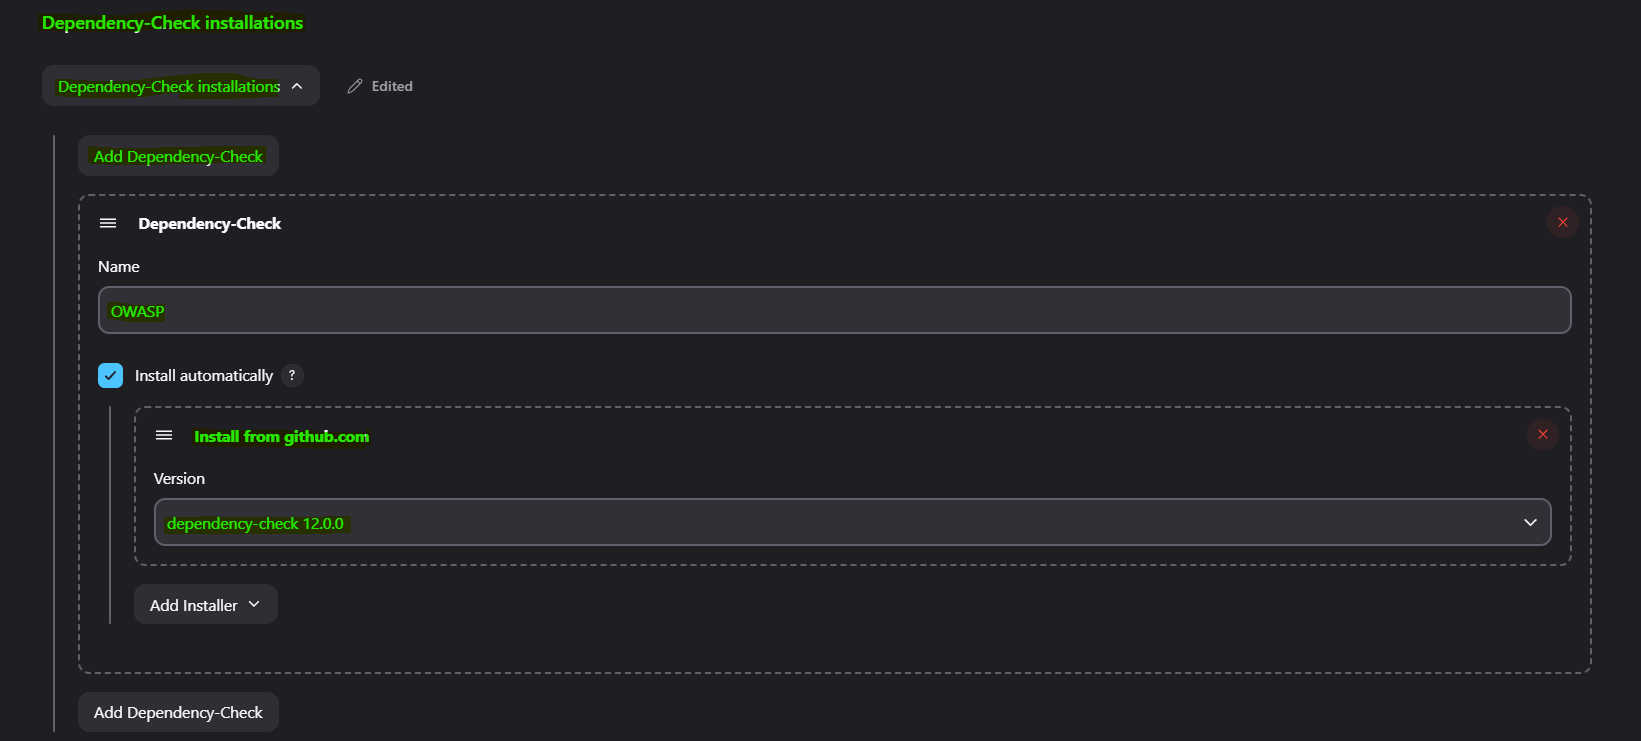 Dependency-Check installations
Dependency-Check installations
Edited
Add Dependency-Check
Dependency-Check
Name
OWASP
Install automatically ?
Install from github.com
Version
dependency-check 12.0.0
Add Installer
Add Dependency-Check